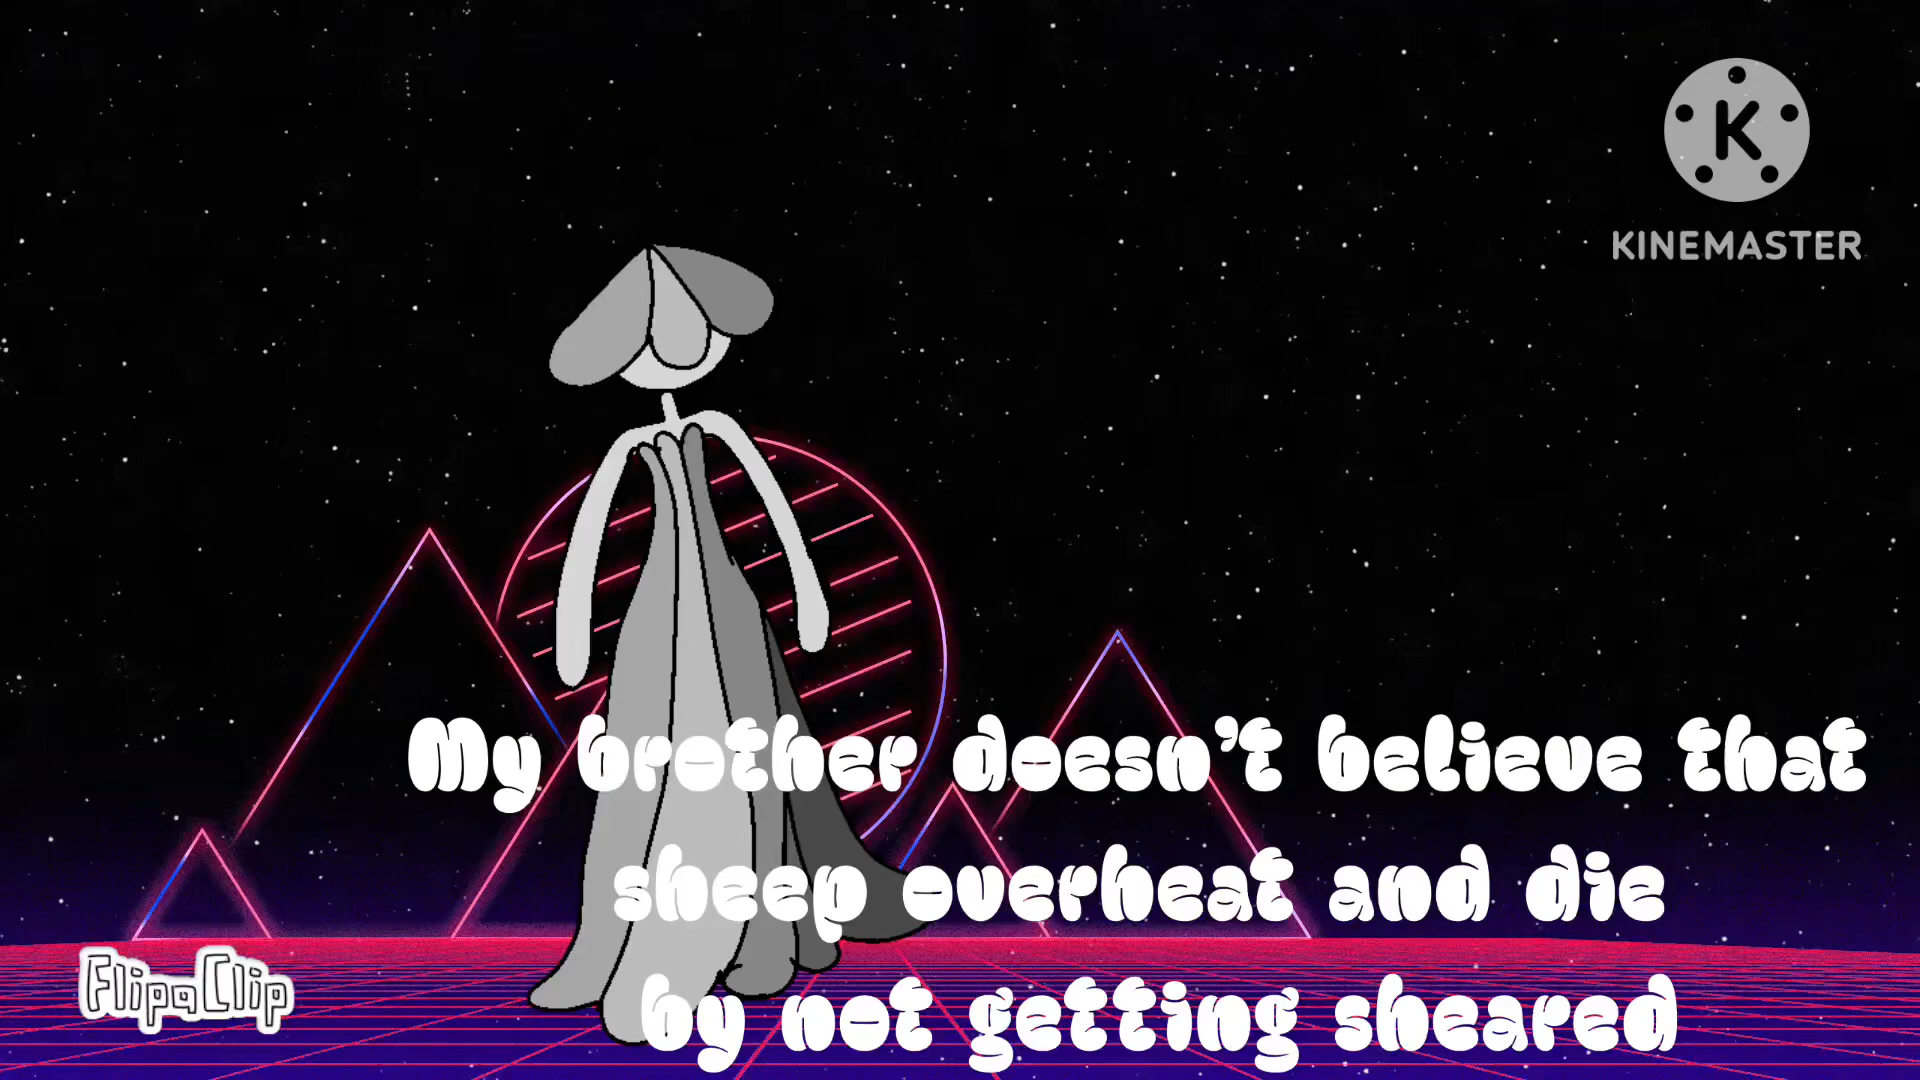 K
KINEMASTER
My brother doesn't believe that
sheep overheat and die
by not getting sheared
FlipaClip